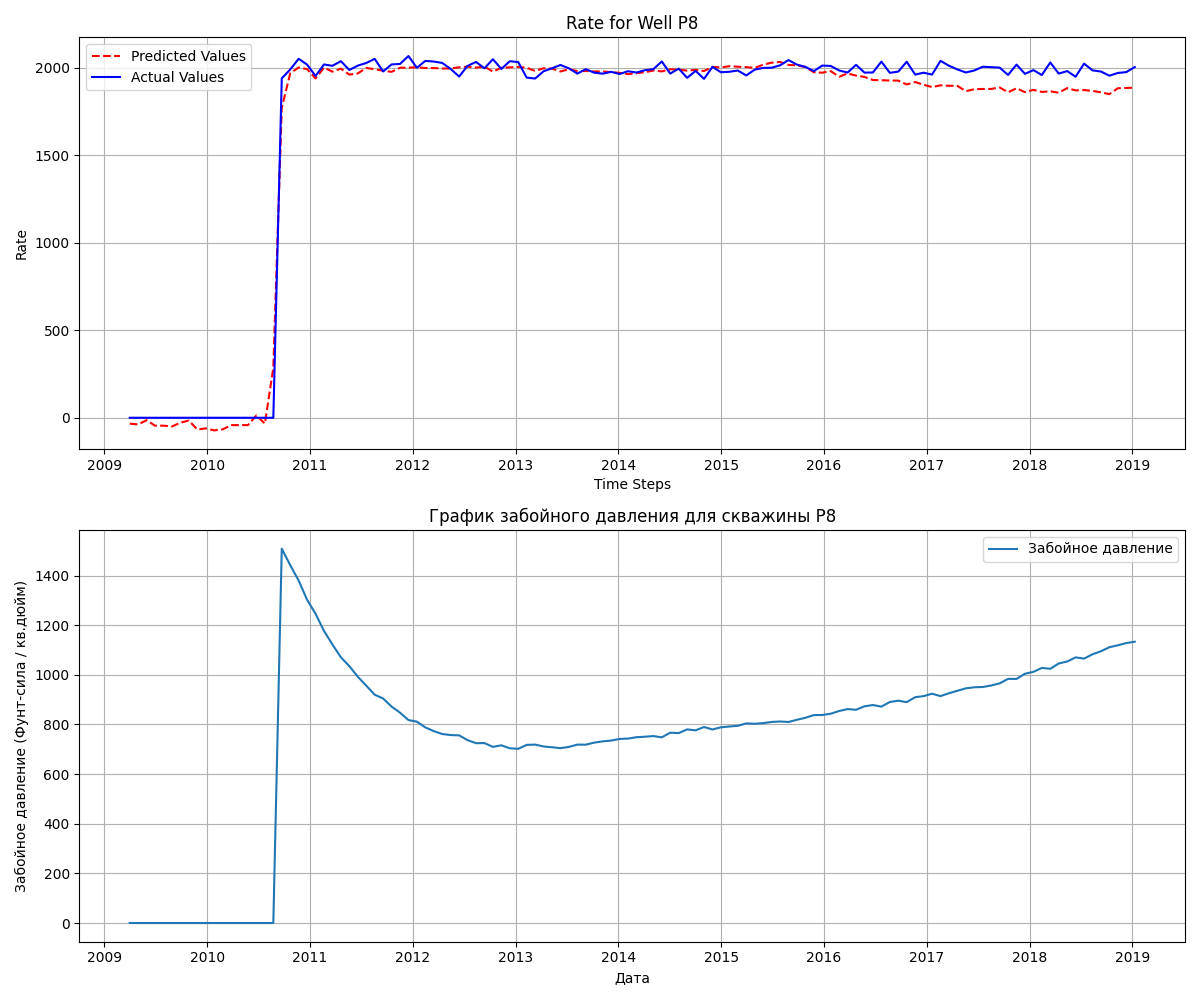 Rate for Well P8
Predicted Values
Actual Values
2000
1500
1000
500
0
Rate
2009 2010 2011 2012 2013 2014 2015 2016 2017 2018 2019
Time Steps
График забойного давления для скважины P8
Забойное давление
1400
1200
1000
800
600
400
200
0
Забойное давление (Фунт-сила / кв.дюйм)
2009 2010 2011 2012 2013 2014 2015 2016 2017 2018 2019
Дата